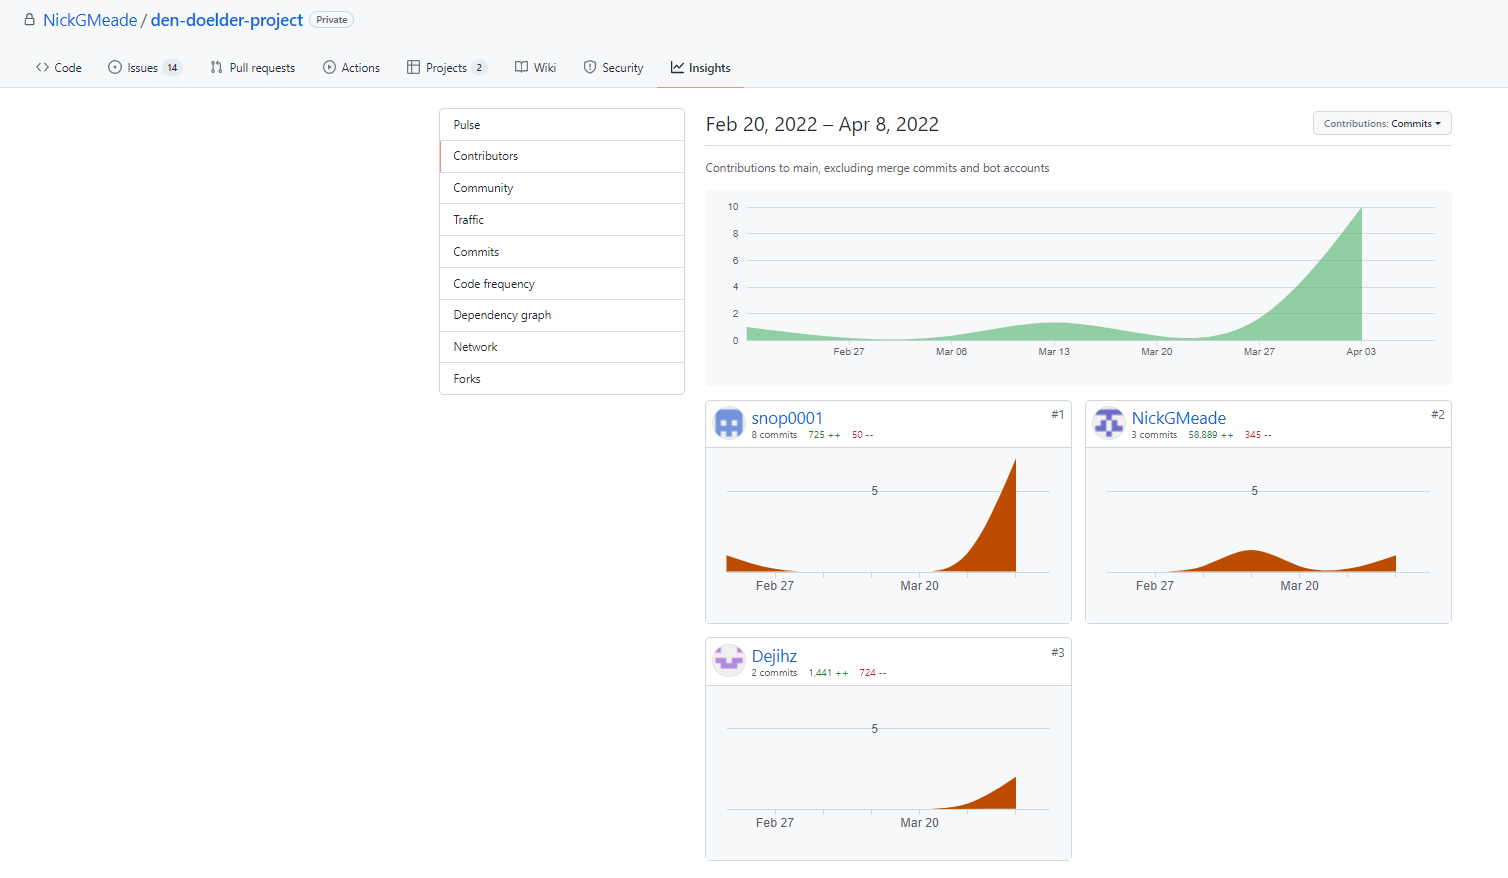 NickGMeade / den-doelder-project Private
Code Issues 14 Pull requests Actions Projects 2 Wiki Security Insights
Pulse
Contributors
Community
Traffic
Commits
Code frequency
Dependency graph
Network
Forks
Feb 20, 2022 – Apr 8, 2022
Contributions: Commits
Contributions to main, excluding merge commits and bot accounts
10
8
6
4
2
0
Feb 27 Mar 06 Mar 13 Mar 20 Mar 27 Apr 03
snop0001 #1
8 commits 725 ++ 50 --
5
Feb 27 Mar 20
NickGMeade #2
3 commits 58,889 ++ 345 --
5
Feb 27 Mar 20
Dejihz #3
2 commits 1,441 ++ 724 --
5
Feb 27 Mar 20